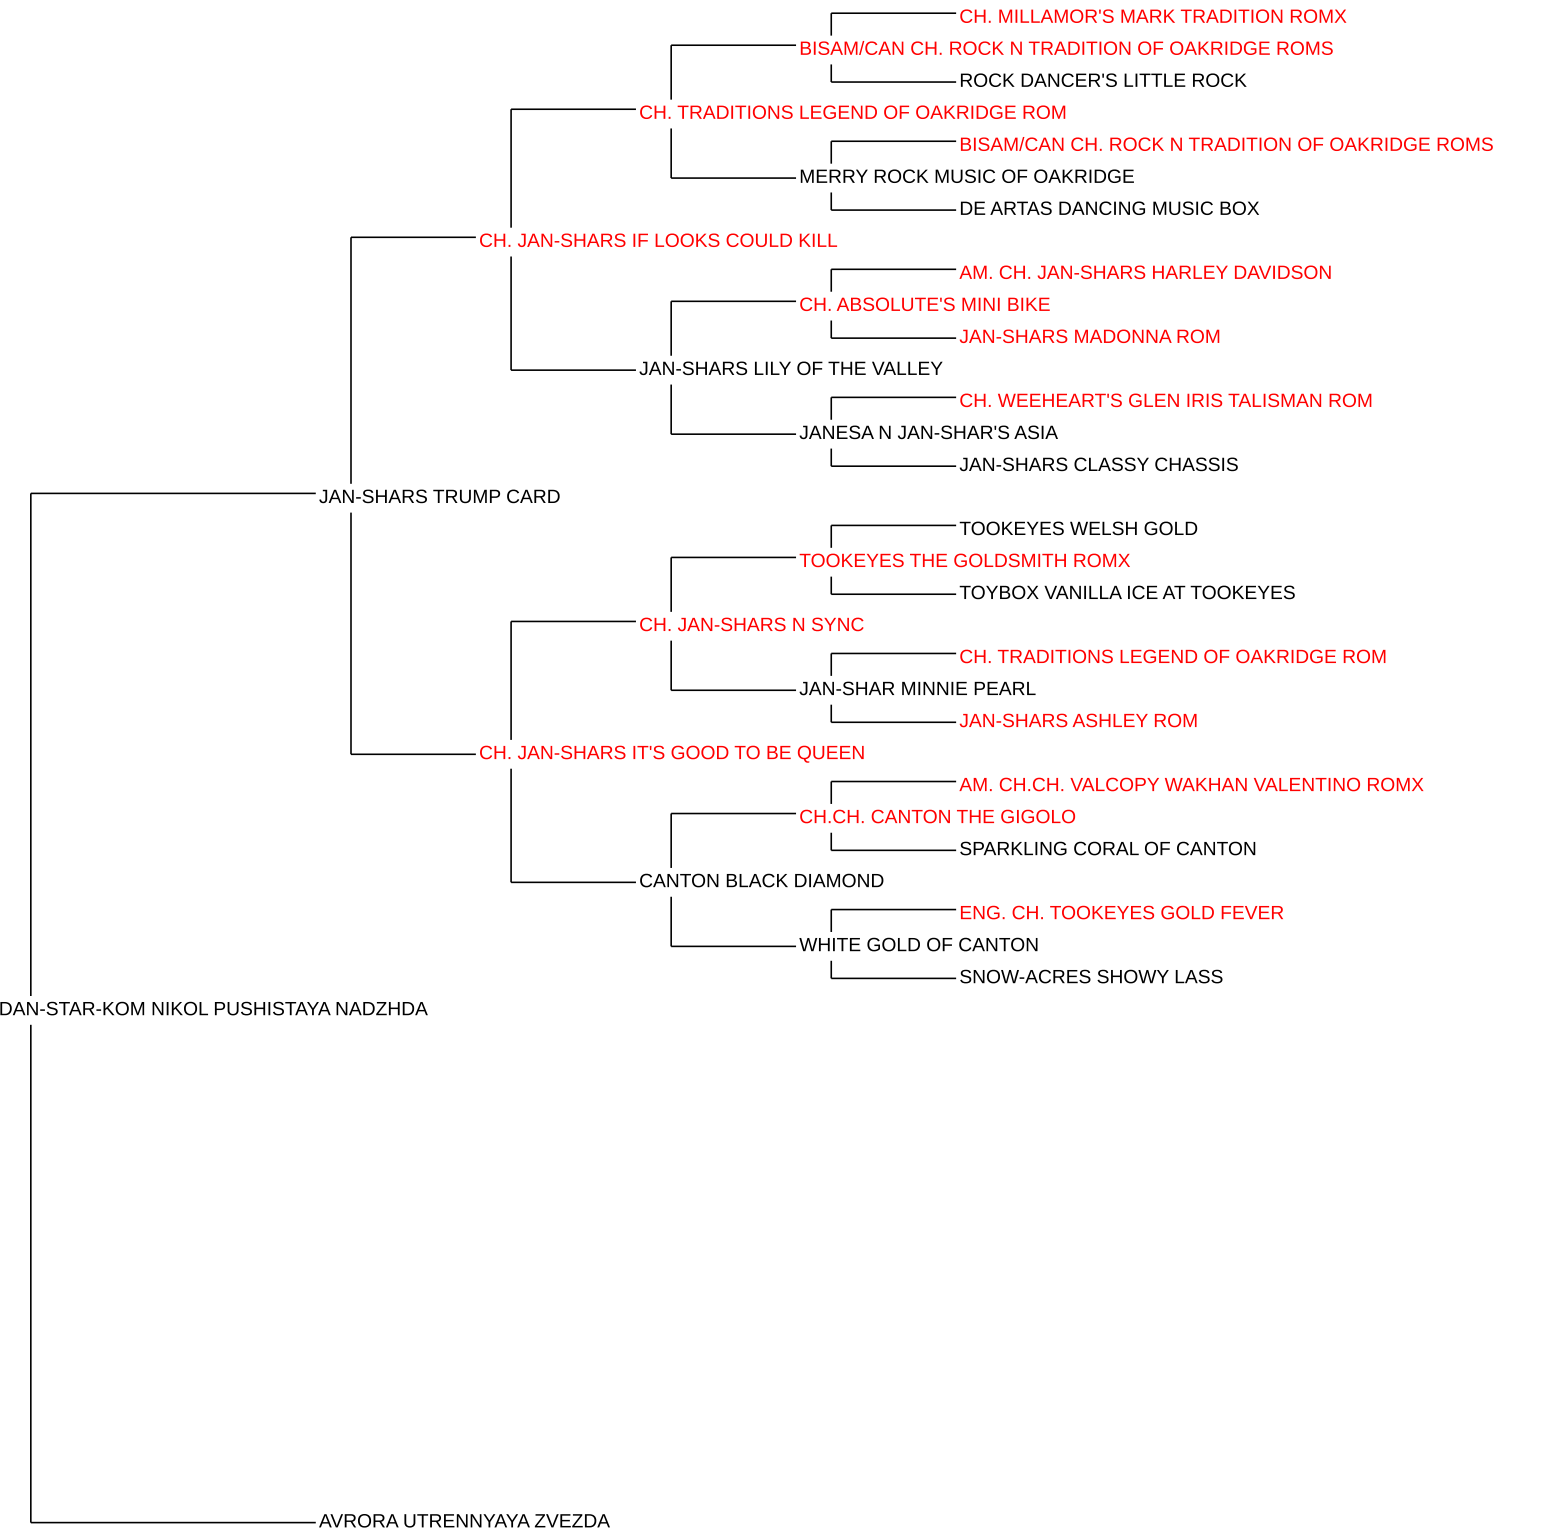 CH. MILLAMOR'S MARK TRADITION ROMX
BISAM/CAN CH. ROCK N TRADITION OF OAKRIDGE ROMS
ROCK DANCER'S LITTLE ROCK
CH. TRADITIONS LEGEND OF OAKRIDGE ROM
BISAM/CAN CH. ROCK N TRADITION OF OAKRIDGE ROMS
MERRY ROCK MUSIC OF OAKRIDGE
DE ARTAS DANCING MUSIC BOX
CH. JAN-SHARS IF LOOKS COULD KILL
AM. CH. JAN-SHARS HARLEY DAVIDSON
CH. ABSOLUTE'S MINI BIKE
JAN-SHARS MADONNA ROM
JAN-SHARS LILY OF THE VALLEY
CH. WEEHEART'S GLEN IRIS TALISMAN ROM
JANESA N JAN-SHAR'S ASIA
JAN-SHARS CLASSY CHASSIS
JAN-SHARS TRUMP CARD
TOOKEYES WELSH GOLD
TOOKEYES THE GOLDSMITH ROMX
TOYBOX VANILLA ICE AT TOOKEYES
CH. JAN-SHARS N SYNC
CH. TRADITIONS LEGEND OF OAKRIDGE ROM
JAN-SHAR MINNIE PEARL
JAN-SHARS ASHLEY ROM
CH. JAN-SHARS IT'S GOOD TO BE QUEEN
AM. CH.CH. VALCOPY WAKHAN VALENTINO ROMX
CH.CH. CANTON THE GIGOLO
SPARKLING CORAL OF CANTON
CANTON BLACK DIAMOND
ENG. CH. TOOKEYES GOLD FEVER
WHITE GOLD OF CANTON
SNOW-ACRES SHOWY LASS
DAN-STAR-KOM NIKOL PUSHISTAYA NADZHDA
AVRORA UTRENNYAYA ZVEZDA